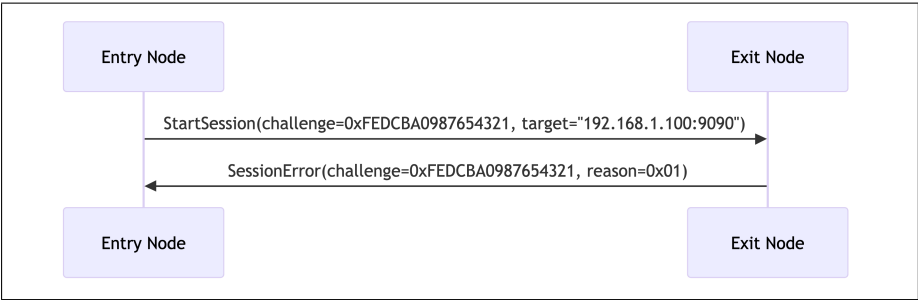 Entry Node
Exit Node
StartSession(challenge=0xFEDCBA0987654321, target="192.168.1.100:9090")
SessionError(challenge=0xFEDCBA0987654321, reason=0x01)
Entry Node
Exit Node